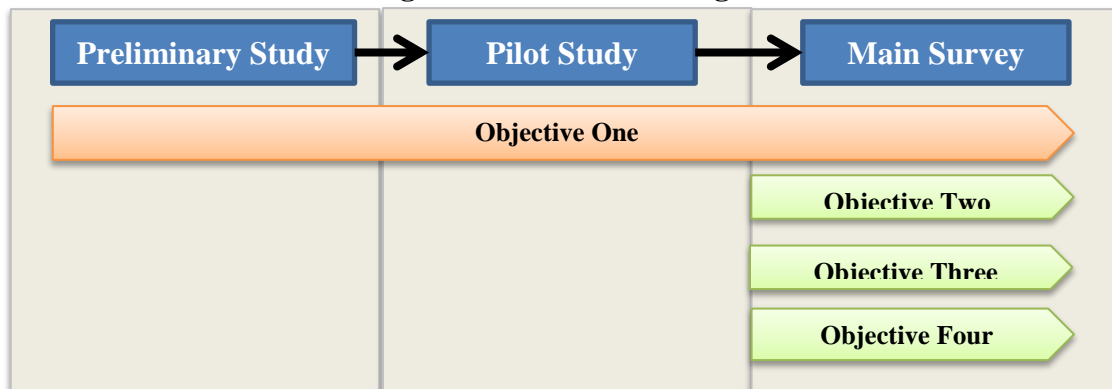 Preliminary Study
Pilot Study
Main Survey
Objective One
Objective Two
Objective Three
Objective Four